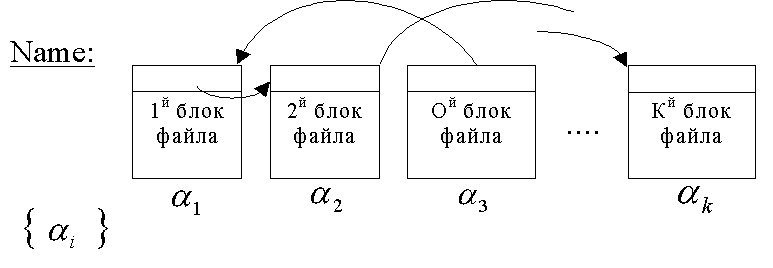 Name:
1й блок файла
2й блок файла
Ой блок файла
....
Кй блок файла
α1
α2
α3
αk
{ αi }